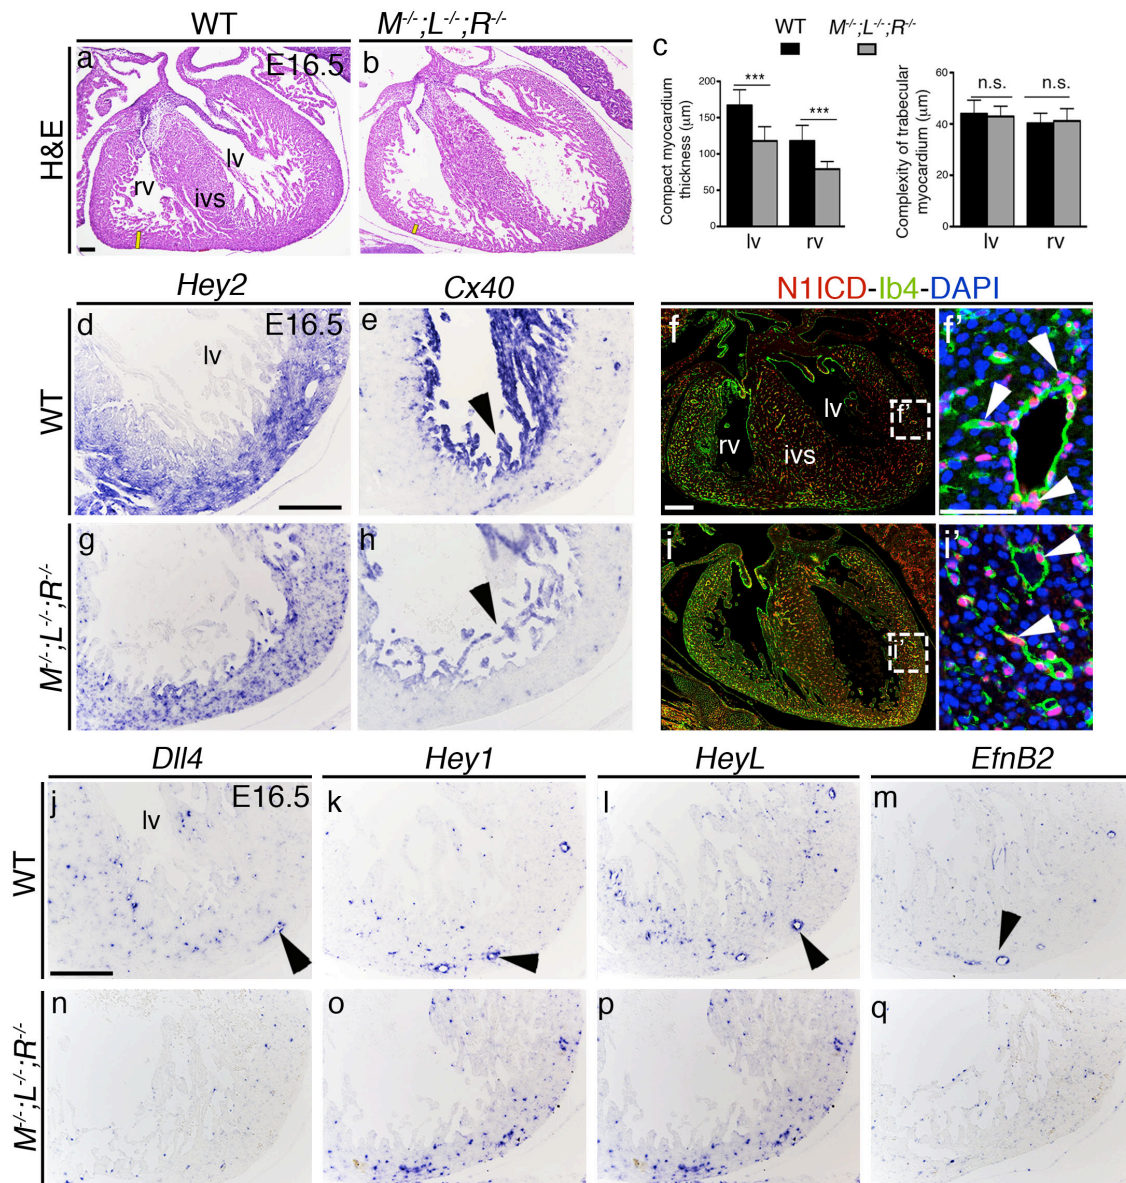 WT
M-/-;L-/-;R-/-
H&E
a
E16.5
rv
lv
ivs
b
c
WT
M-/-;L-/-;R-/-
Compact myocardium
thickness (μm)
200
150
100
50
0
***
***
lv
rv
Complexity of trabecular
myocardium (μm)
60
40
20
0
n.s.
n.s.
lv
rv
Hey2
Cx40
N1ICD-Ib4-DAPI
WT
d
E16.5
lv
e
f
lv
rv
ivs
f'
f'
M-/-;L-/-;R-/-
g
h
i
i'
i'
Dll4
Hey1
HeyL
EfnB2
WT
j
E16.5
lv
k
l
m
M-/-;L-/-;R-/-
n
o
p
q